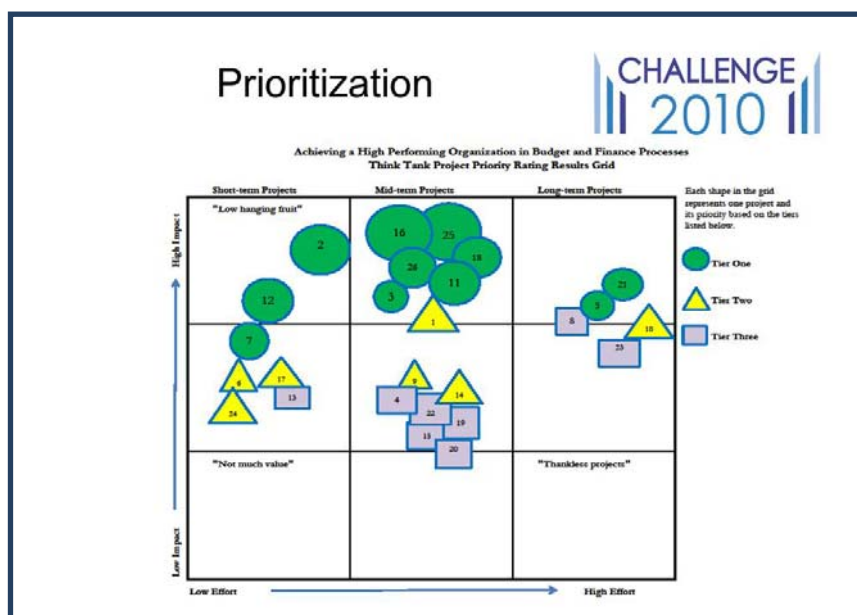 Prioritization
CHALLENGE
2010
Achieving a High Performing Organization in Budget and Finance Processes
Think Tank Project Priority Rating Results Grid
Short-term Projects
Mid-term Projects
Long-term Projects
Each shape in the grid
represents one project and
its priority based on the tiers
listed below.
Tier One
Tier Two
Tier Three
High Impact
Low Impact
"Low hanging fruit"
2
12
7
6
17
24
16
25
18
26
11
3
1
9
14
4
22
19
15
20
21
5
8
10
23
"Not much value"
"Thankless projects"
Low Effort
High Effort